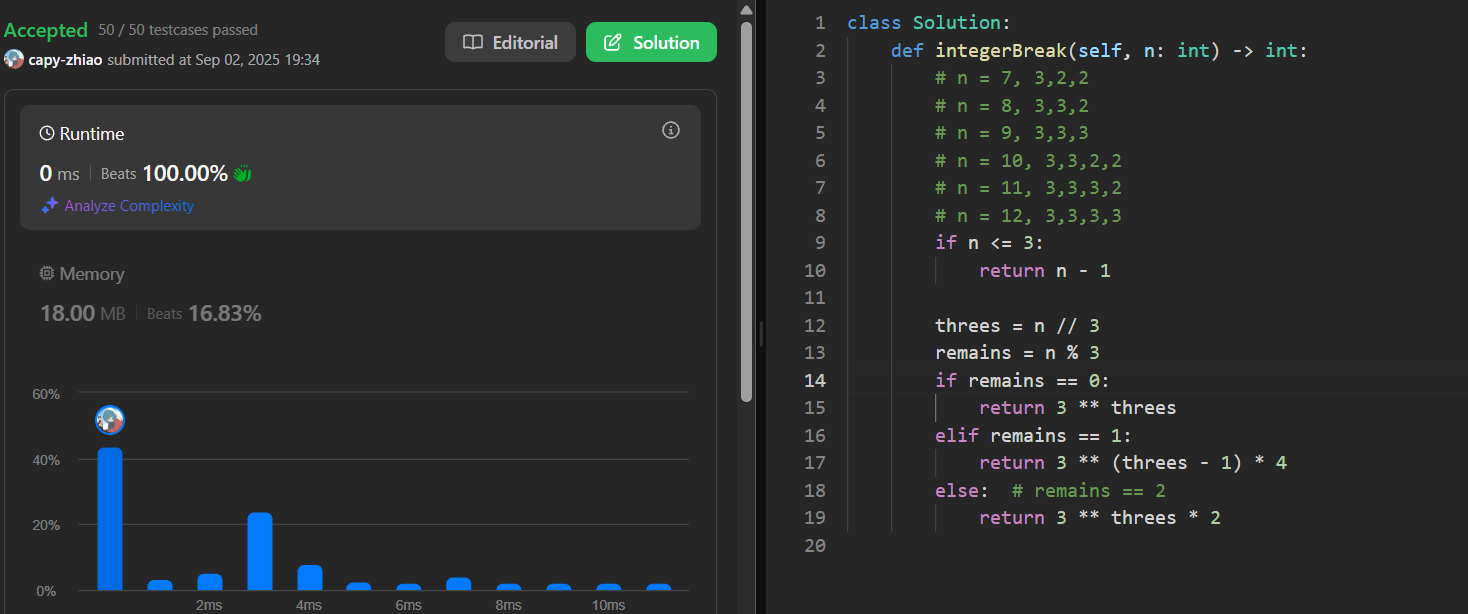 Accepted 50 / 50 testcases passed
Editorial
Solution
capy-zhiao submitted at Sep 02, 2025 19:34
Runtime
0 ms Beats 100.00%
Analyze Complexity
Memory
18.00 MB Beats 16.83%
60%
40%
20%
0%
2ms 4ms 6ms 8ms 10ms
1 class Solution:
2     def integerBreak(self, n: int) -> int:
3         # n = 7, 3,2,2
4         # n = 8, 3,3,2
5         # n = 9, 3,3,3
6         # n = 10, 3,3,2,2
7         # n = 11, 3,3,3,2
8         # n = 12, 3,3,3,3
9         if n <= 3:
10             return n - 1
11
12         threes = n // 3
13         remains = n % 3
14         if remains == 0:
15             return 3 ** threes
16         elif remains == 1:
17             return 3 ** (threes - 1) * 4
18         else:  # remains == 2
19             return 3 ** threes * 2
20